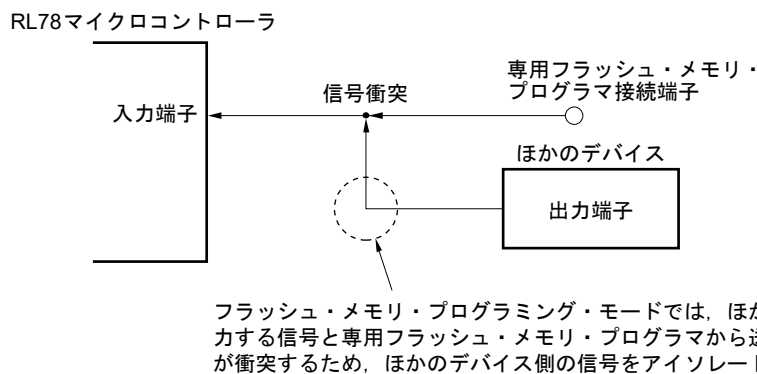 RL78マイクロコントローラ
専用フラッシュ・メモリ・
プログラマ接続端子
信号衝突
入力端子
ほかのデバイス
出力端子
フラッシュ・メモリ・プログラミング・モードでは，ほか
力する信号と専用フラッシュ・メモリ・プログラマから
が衝突するため，ほかのデバイス側の信号をアイソレート